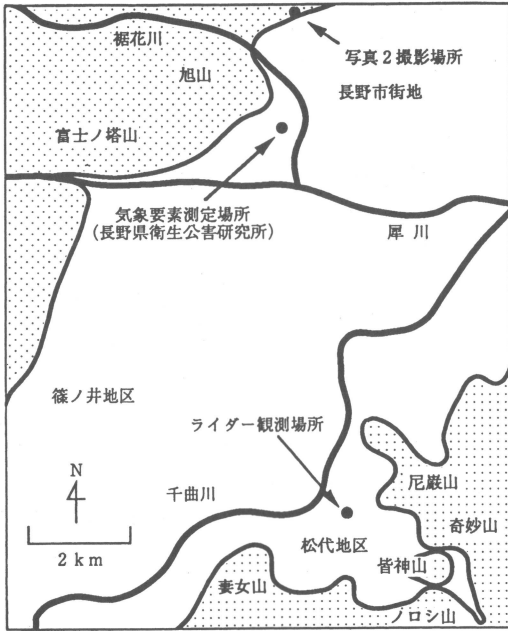 裾花川
写真2撮影場所
旭山
長野市街地
富士ノ塔山
気象要素測定場所
(長野県衛生公害研究所)
犀川
篠ノ井地区
ライダー観測場所
N
尼巌山
千曲川
奇妙山
2km
松代地区
皆神山
妻女山
ノロシ山